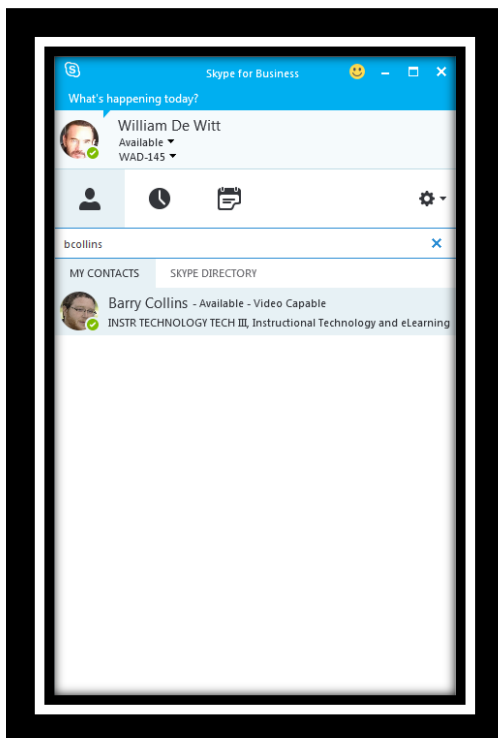 Skype for Business
What's happening today?
William De Witt
Available
WAD-145
bcollins
MY CONTACTS SKYPE DIRECTORY
Barry Collins - Available - Video Capable
INSTR TECHNOLOGY TECH III, Instructional Technology and eLearning